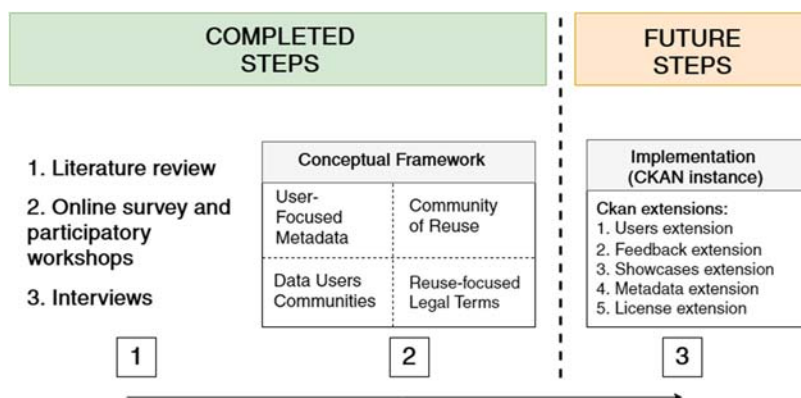 COMPLETED
STEPS
FUTURE
STEPS
1. Literature review
2. Online survey and
participatory
workshops
3. Interviews
Conceptual Framework
User-
Focused
Metadata
Community
of Reuse
Data Users
Communities
Reuse-focused
Legal Terms
Implementation
(CKAN instance)
Ckan extensions:
1. Users extension
2. Feedback extension
3. Showcases extension
4. Metadata extension
5. License extension
1
2
3